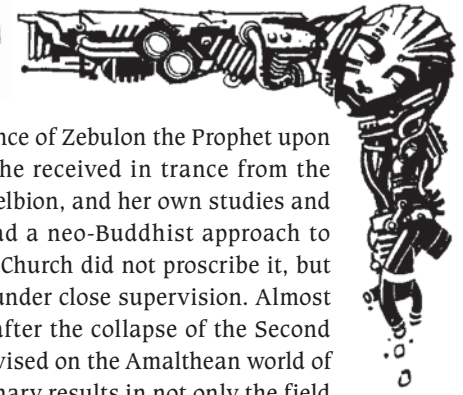 nce of Zebulon the Prophet upon
he received in trance from the
elbion, and her own studies and
ad a neo-Buddhist approach to
Church did not proscribe it, but
under close supervision. Almost
after the collapse of the Second
vised on the Amalthean world of
nary results in not only the field